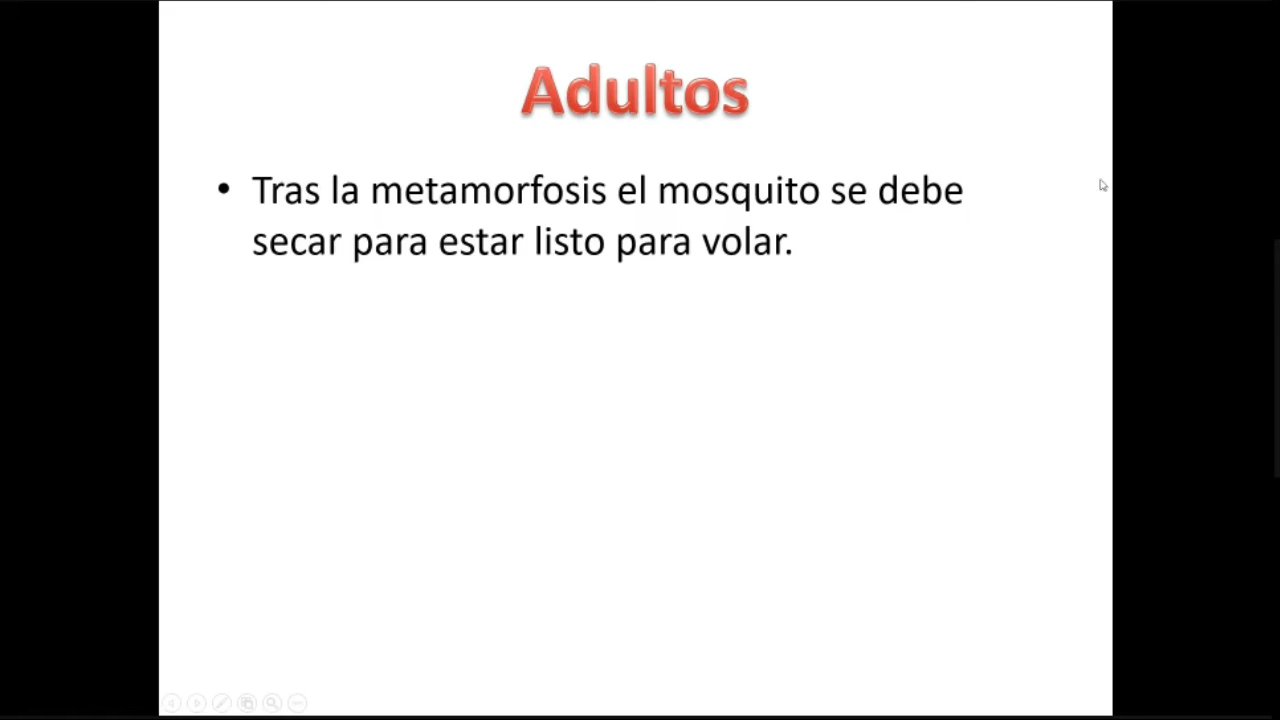 Adultos
• Tras la metamorfosis el mosquito se debe
secar para estar listo para volar.